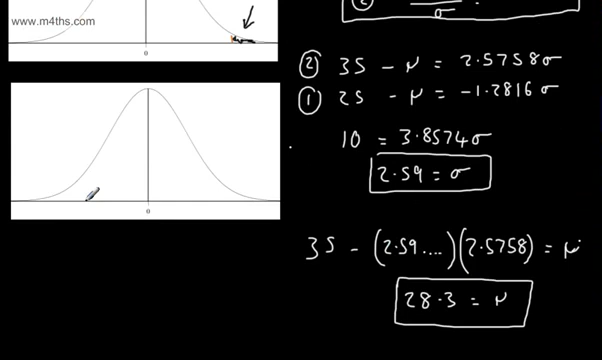 www.m4ths.com
②
σ
0
② 35 - μ = 2.5758σ
① 25 - μ = -1.2816σ
10 = 3.8574σ
2.59 = σ
0
35 - (2.59....)(2.5758) = μ
28.3 = μ